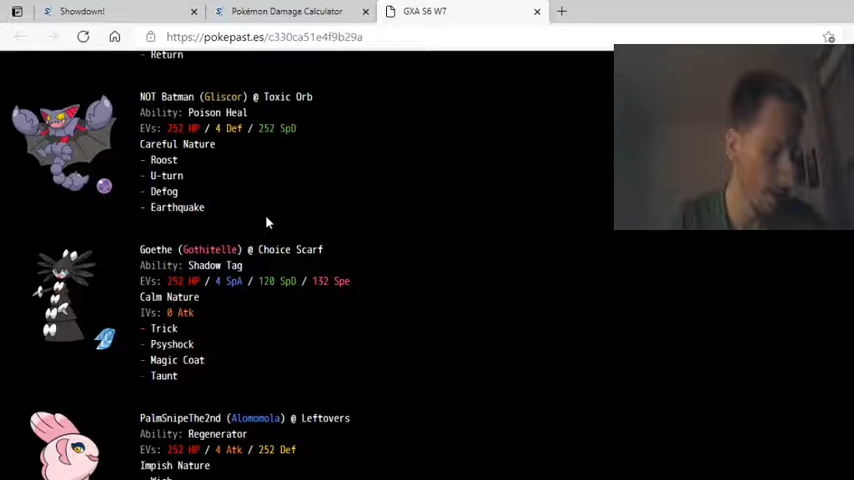 Showdown!
Pokémon Damage Calculator
GXA S6 W7
https://pokepast.es/c330ca51e4f9b29a
- Return
NOT Batman (Gliscor) @ Toxic Orb
Ability: Poison Heal
EVs: 252 HP / 4 Def / 252 SpD
Careful Nature
- Roost
- U-turn
- Defog
- Earthquake
Goethe (Gothitelle) @ Choice Scarf
Ability: Shadow Tag
EVs: 252 HP / 4 SpA / 120 SpD / 132 Spe
Calm Nature
IVs: 0 Atk
- Trick
- Psyshock
- Magic Coat
- Taunt
PalmSnipeThe2nd (Alomomola) @ Leftovers
Ability: Regenerator
EVs: 252 HP / 4 Atk / 252 Def
Impish Nature
- Wish